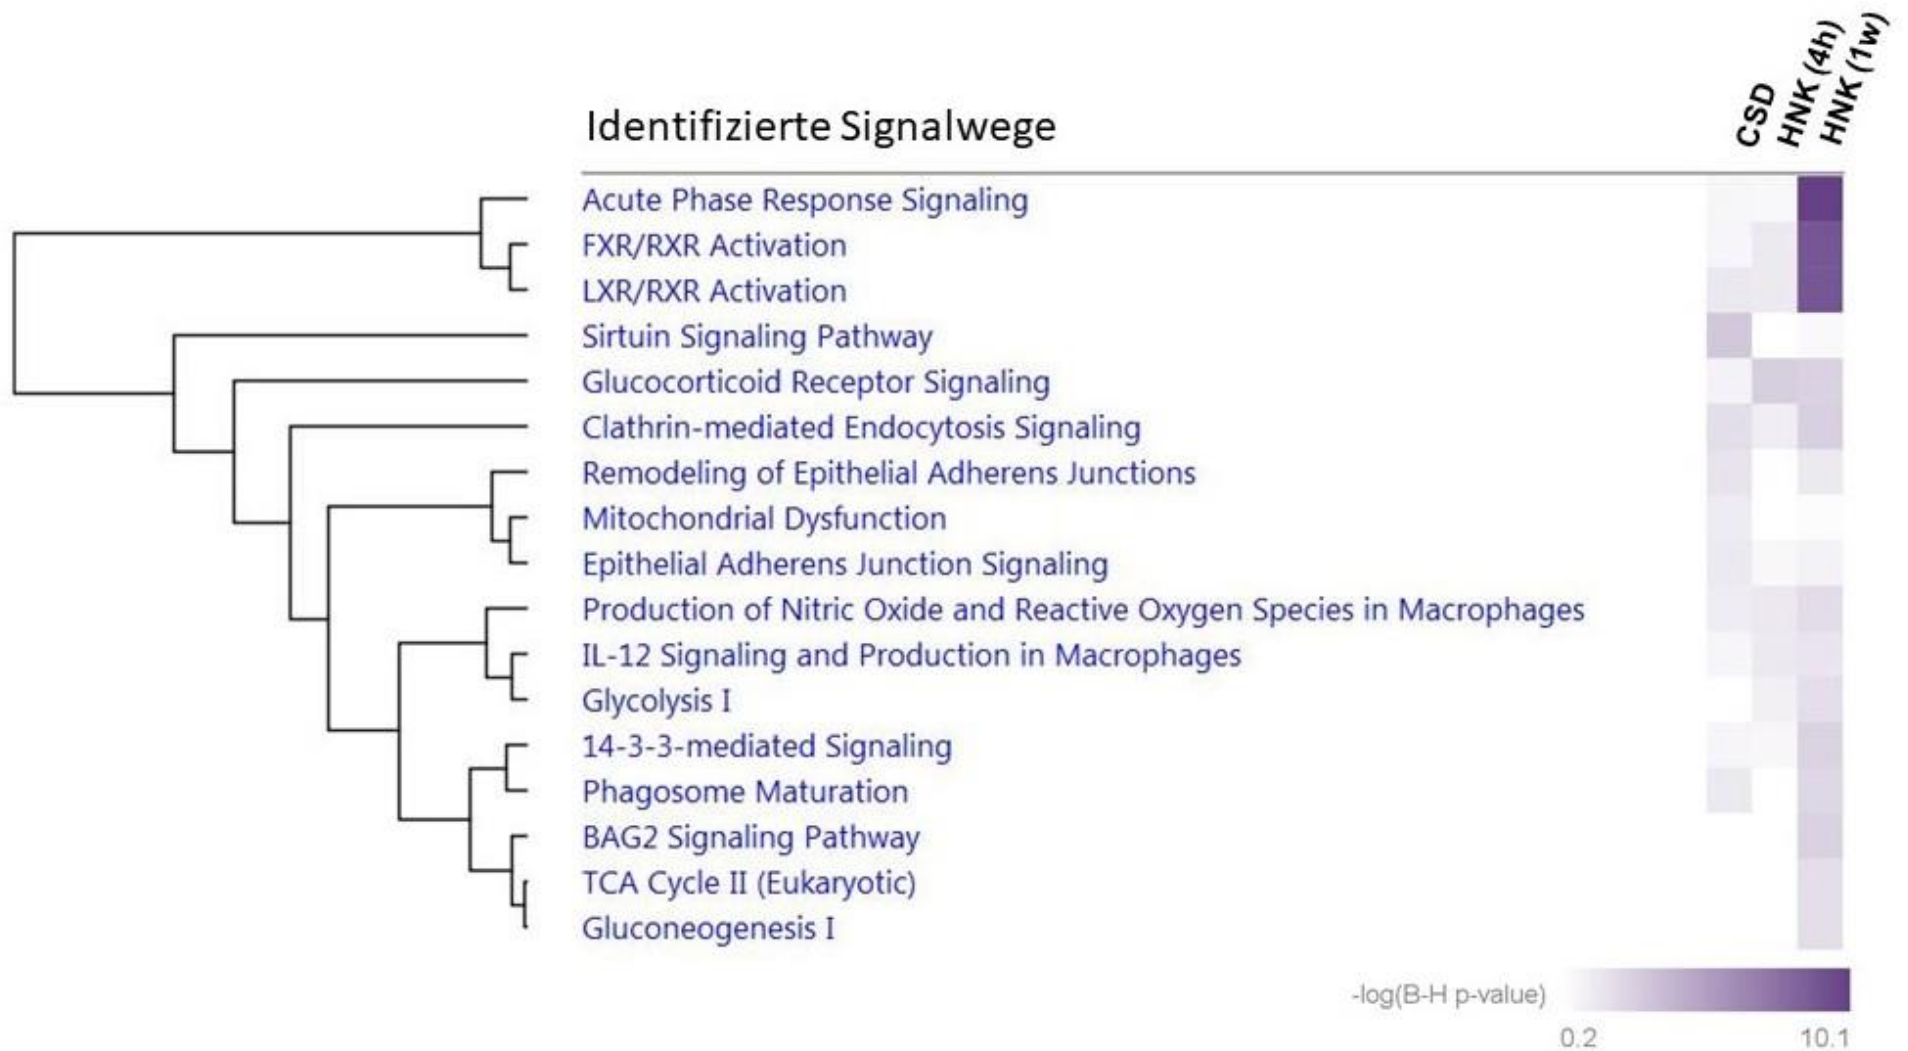 CSD
HNK (4h)
HNK (1w)
Identifizierte Signalwege
Acute Phase Response Signaling
FXR/RXR Activation
LXR/RXR Activation
Sirtuin Signaling Pathway
Glucocorticoid Receptor Signaling
Clathrin-mediated Endocytosis Signaling
Remodeling of Epithelial Adherens Junctions
Mitochondrial Dysfunction
Epithelial Adherens Junction Signaling
Production of Nitric Oxide and Reactive Oxygen Species in Macrophages
IL-12 Signaling and Production in Macrophages
Glycolysis I
14-3-3-mediated Signaling
Phagosome Maturation
BAG2 Signaling Pathway
TCA Cycle II (Eukaryotic)
Gluconeogenesis I
-log(B-H p-value)
0.2 10.1